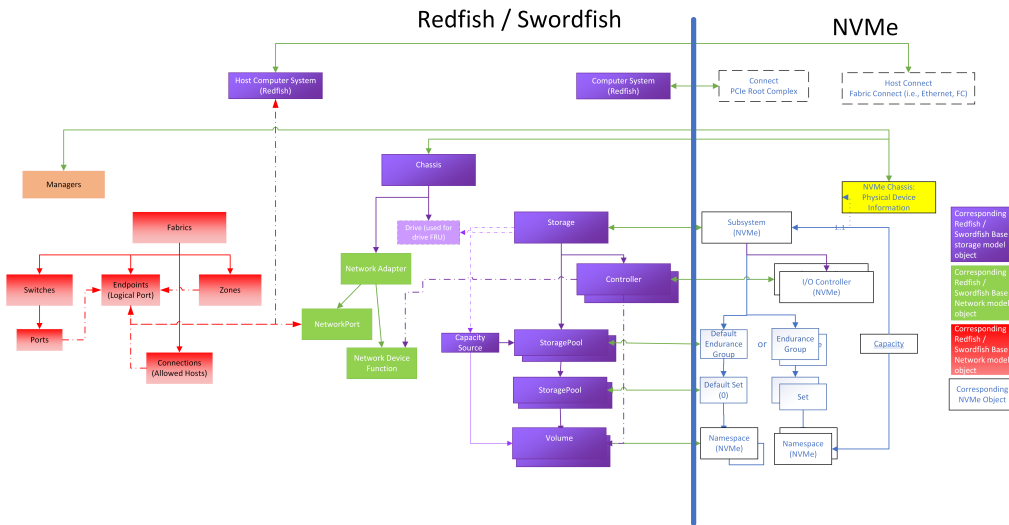 Redfish / Swordfish
NVMe
Host Computer System
(Redfish)
Computer System
(Redfish)
Connect
PCIe Root Complex
Host Connect
Fabric Connect (i.e., Ethernet, FC)
Managers
Chassis
NVMe Chassis:
Physical Device
Information
Fabrics
Drive (used for
drive FRU)
Storage
Subsystem
(NVMe)
1..1
Corresponding
Redfish /
Swordfish Base
storage model
object
Switches
Endpoints
(Logical Port)
Zones
Network Adapter
Controller
I/O Controller
(NVMe)
Corresponding
Redfish /
Swordfish Base
Network model
object
NetworkPort
Ports
Network Device
Function
Capacity
Source
StoragePool
Default
Endurance
Group
or
Endurance
Group
Capacity
Corresponding
Redfish /
Swordfish Base
Network model
object
Connections
(Allowed Hosts)
StoragePool
Default Set
(0)
Set
Corresponding
NVMe Object
Volume
Namespace
(NVMe)
Namespace
(NVMe)